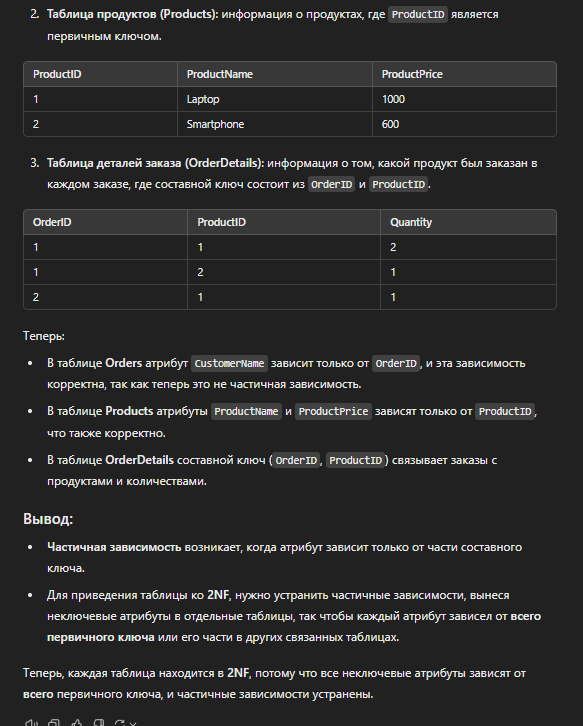 2. Таблица продуктов (Products): информация о продуктах, где ProductID является
первичным ключом.
ProductID ProductName ProductPrice
1 Laptop 1000
2 Smartphone 600
3. Таблица деталей заказа (OrderDetails): информация о том, какой продукт был заказан в
каждом заказе, где составной ключ состоит из OrderID и ProductID.
OrderID ProductID Quantity
1 1 2
1 2 1
2 1 1
Теперь:
• В таблице Orders атрибут CustomerName зависит только от OrderID, и эта зависимость
корректна, так как теперь это не частичная зависимость.
• В таблице Products атрибуты ProductName и ProductPrice зависят только от ProductID,
что также корректно.
• В таблице OrderDetails составной ключ (OrderID, ProductID) связывает заказы с
продуктами и количествами.
Вывод:
• Частичная зависимость возникает, когда атрибут зависит только от части составного
ключа.
• Для приведения таблицы ко 2NF, нужно устранить частичные зависимости, вынеся
неключевые атрибуты в отдельные таблицы, так чтобы каждый атрибут зависел от всего
первичного ключа или его части в других связанных таблицах.
Теперь, каждая таблица находится в 2NF, потому что все неключевые атрибуты зависят от
всего первичного ключа, и частичные зависимости устранены.